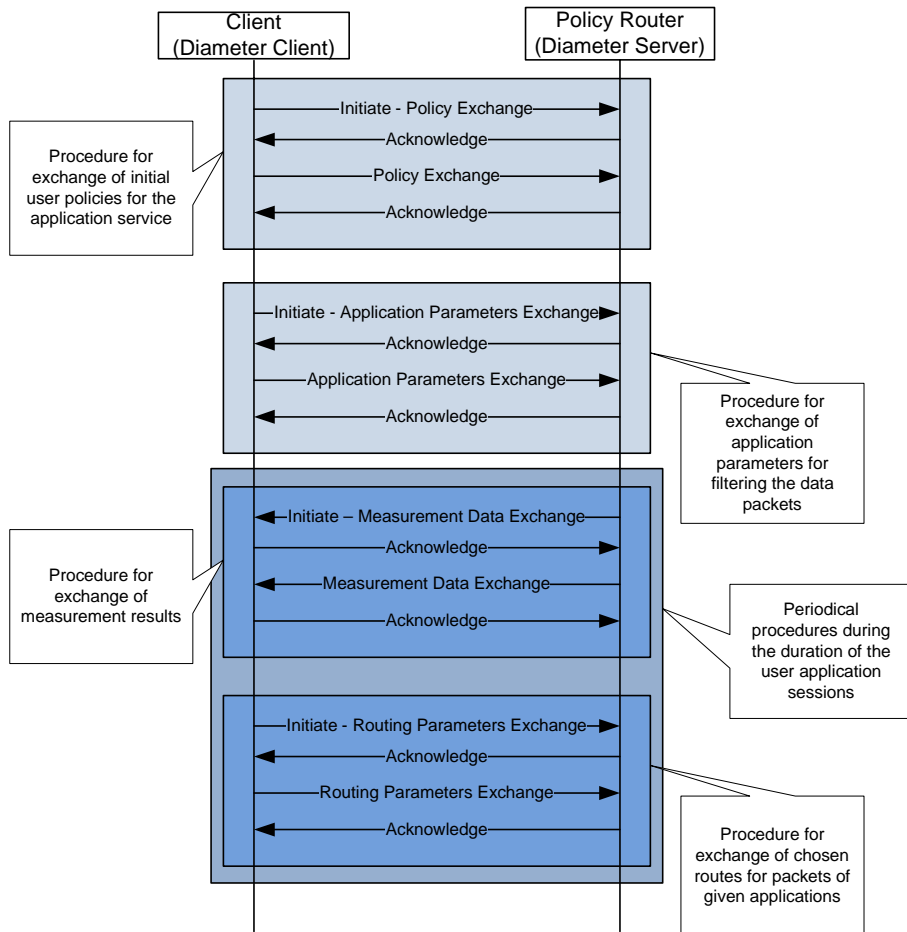 Client
(Diameter Client)
Policy Router
(Diameter Server)
Initiate - Policy Exchange
Acknowledge
Policy Exchange
Acknowledge
Procedure for
exchange of initial
user policies for the
application service
Initiate - Application Parameters Exchange
Acknowledge
Application Parameters Exchange
Acknowledge
Procedure for
exchange of
application
parameters for
filtering the data
packets
Initiate – Measurement Data Exchange
Acknowledge
Measurement Data Exchange
Acknowledge
Procedure for
exchange of
measurement results
Periodical
procedures during
the duration of the
user application
sessions
Initiate - Routing Parameters Exchange
Acknowledge
Routing Parameters Exchange
Acknowledge
Procedure for
exchange of chosen
routes for packets of
given applications